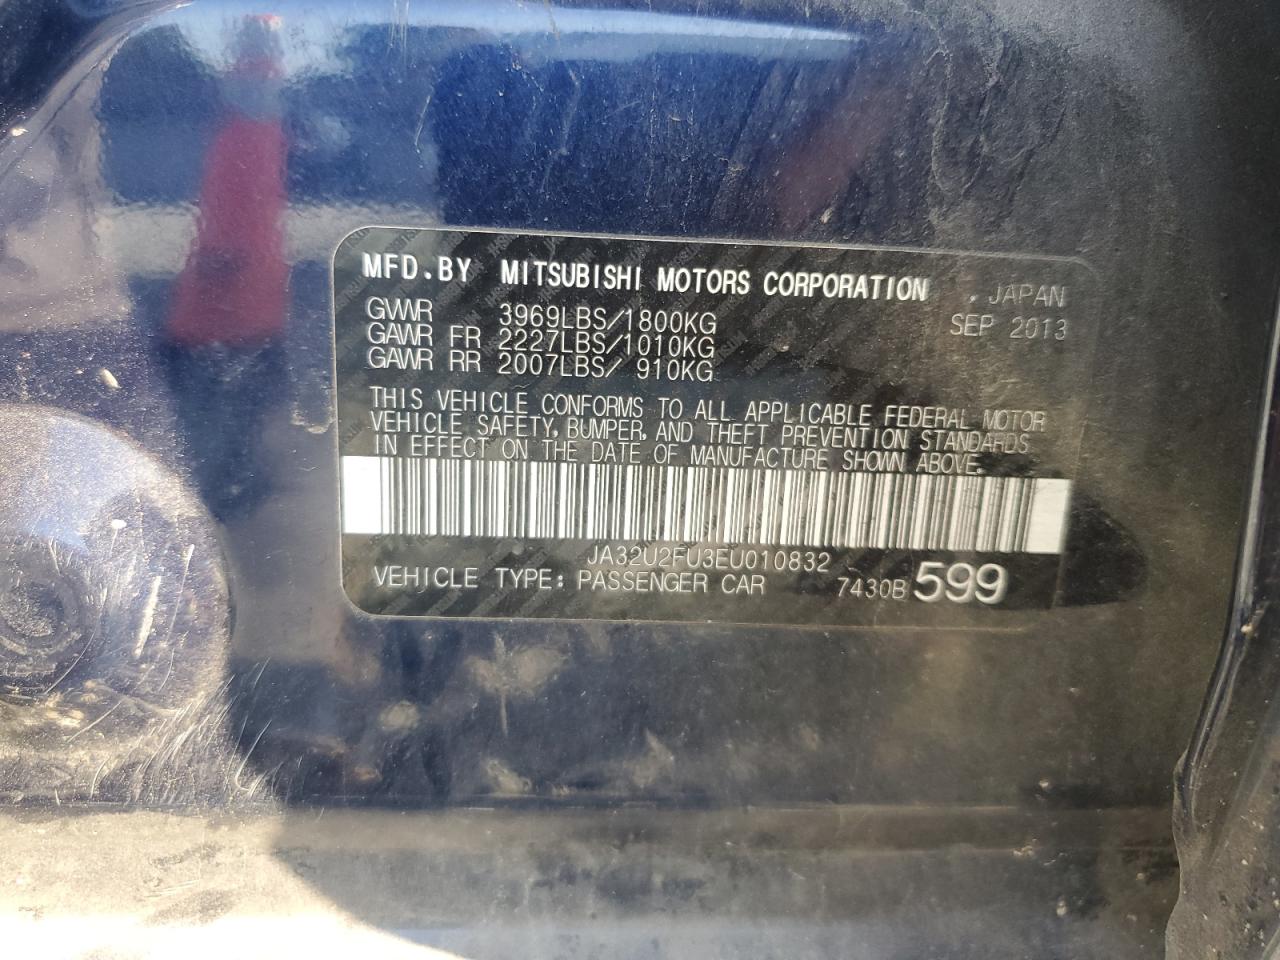 MFD.BY MITSUBISHI MOTORS CORPORATION . JAPAN
GVWR 3969LBS/1800KG SEP 2013
GAWR FR 2227LBS/1010KG
GAWR RR 2007LBS/ 910KG
THIS VEHICLE CONFORMS TO ALL APPLICABLE FEDERAL MOTOR
VEHICLE SAFETY, BUMPER, AND THEFT PREVENTION STANDARDS
IN EFFECT ON THE DATE OF MANUFACTURE SHOWN ABOVE.
JA32U2FU3EU010832
VEHICLE TYPE: PASSENGER CAR 7430B 599